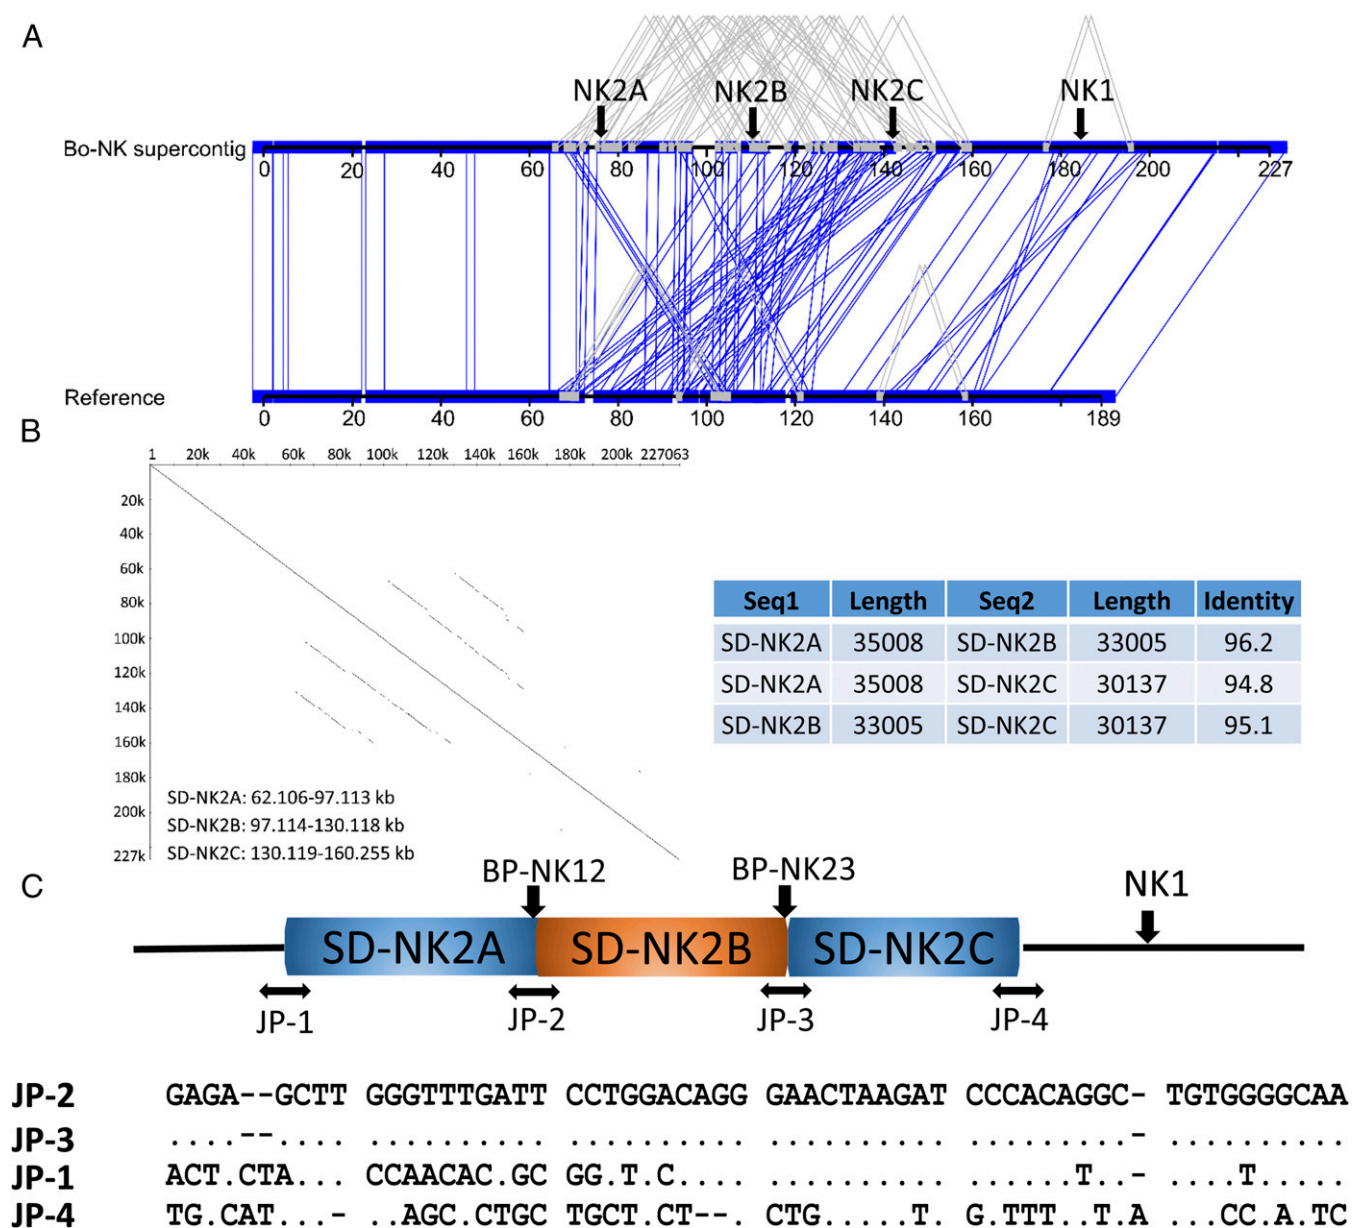 A
NK2A NK2B NK2C NK1
Bo-NK supercontig
0 20 40 60 80 100 120 140 160 180 200 227
Reference
0 20 40 60 80 100 120 140 160 189
B
1 20k 40k 60k 80k 100k 120k 140k 160k 180k 200k 227063
20k
40k
60k
80k
100k
120k
140k
160k
180k
200k
227k
SD-NK2A: 62.106-97.113 kb
SD-NK2B: 97.114-130.118 kb
SD-NK2C: 130.119-160.255 kb
Seq1 Length Seq2 Length Identity
SD-NK2A 35008 SD-NK2B 33005 96.2
SD-NK2A 35008 SD-NK2C 30137 94.8
SD-NK2B 33005 SD-NK2C 30137 95.1
C
BP-NK12 BP-NK23 NK1
SD-NK2A SD-NK2B SD-NK2C
JP-1 JP-2 JP-3 JP-4
JP-2 GAGA--GCTT GGGTTTGATT CCTGGACAGG GAACTAAGAT CCCACAGGC- TGTGGGGCAA
JP-3 ....--.... .......... .......... .......... .........- ..........
JP-1 ACT.CTA... CCAACAC.GC GG.T.C.... .......... ......T..- ....T.....
JP-4 TG.CAT...- ..AGC.CTGC TGCT.CT--. CTG.....T. G.TTT..T.A ...CC.A.TC